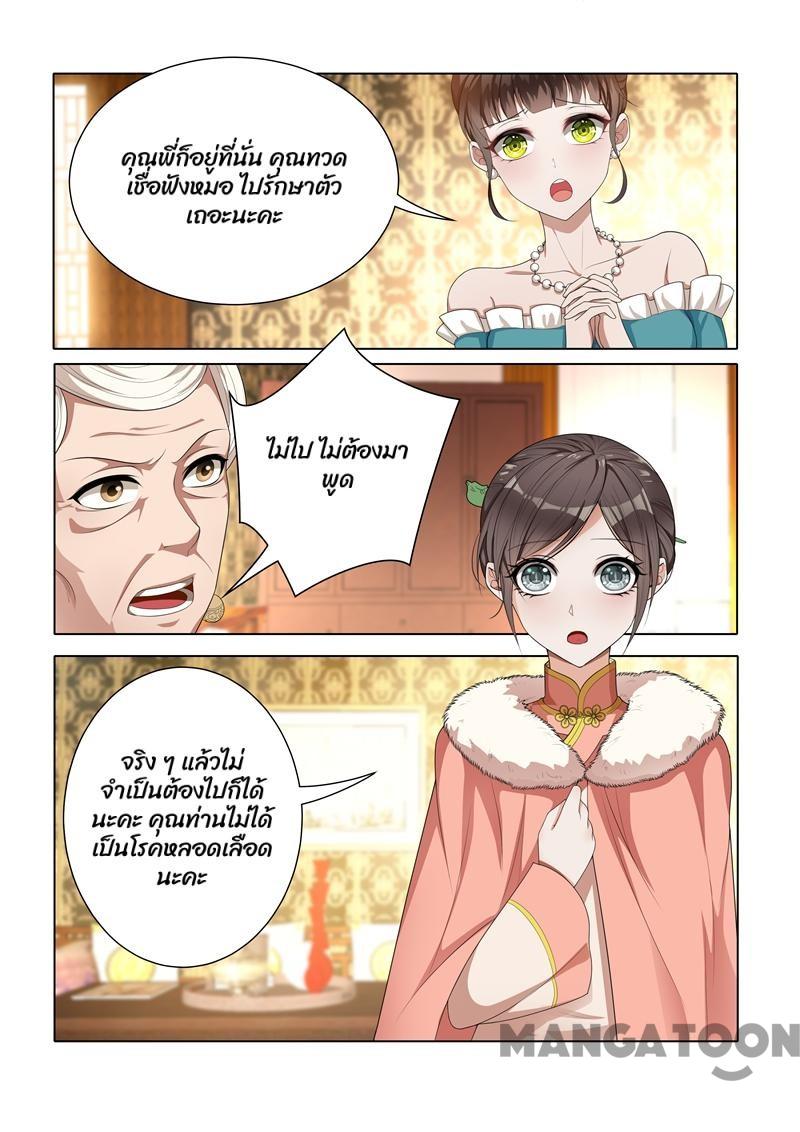 คุณพี่ก็อยู่ที่นั่น คุณทวด
เชื่อฟังหมอ ไปรักษาตัว
เถอะนะคะ
ไม่ไป ไม่ต้องมา
พูด
จริง ๆ แล้วไม่
จำเป็นต้องไปก็ได้
นะคะ คุณท่านไม่ได้
เป็นโรคหลอดเลือด
นะคะ
MANGATOON